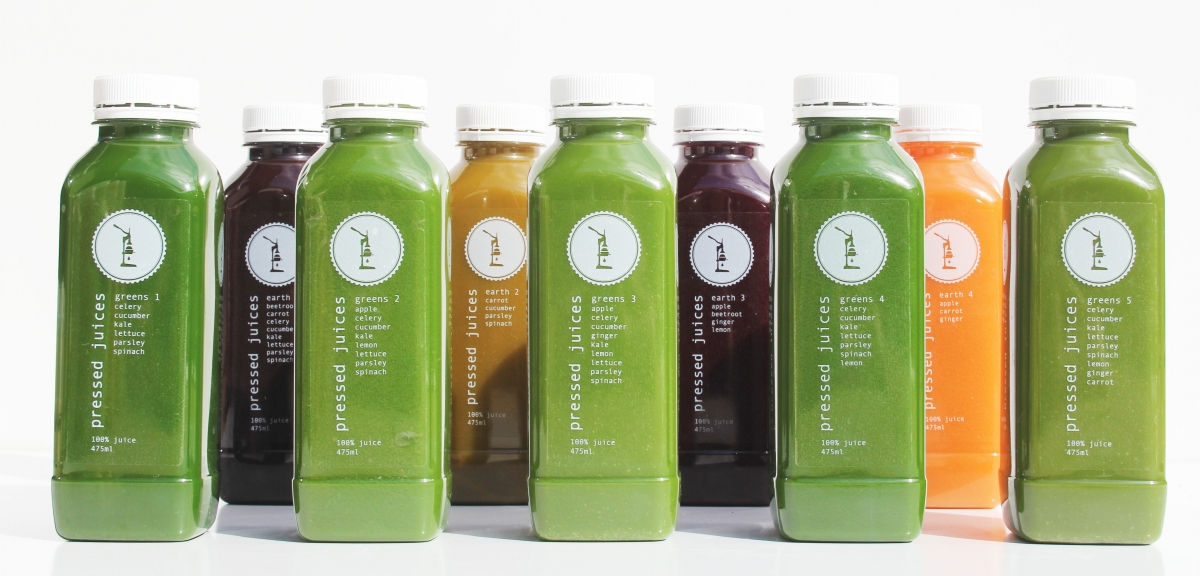 greens 1
celery
cucumber
kale
lettuce
parsley
spinach
pressed juices
100% juice
475ml
earth
carrot
celery
kale
pressed juices
100% juice
475ml
greens 2
apple
celery
cucumber
kale
lemon
lettuce
parsley
spinach
pressed juices
100% juice
475ml
earth 2
carrot
cucumber
parsley
spinach
pressed juices
100% juice
475ml
greens 3
apple
celery
cucumber
ginger
kale
lemon
lettuce
parsley
spinach
pressed juices
100% juice
475ml
earth 3
apple
beetroot
ginger
lemon
pressed juices
100% juice
475ml
greens 4
celery
cucumber
kale
lettuce
parsley
spinach
lemon
pressed juices
100% juice
475ml
earth 4
apple
carrot
ginger
pressed juices
100% juice
475ml
greens 5
celery
cucumber
kale
lettuce
parsley
spinach
lemon
ginger
carrot
pressed juices
100% juice
475ml